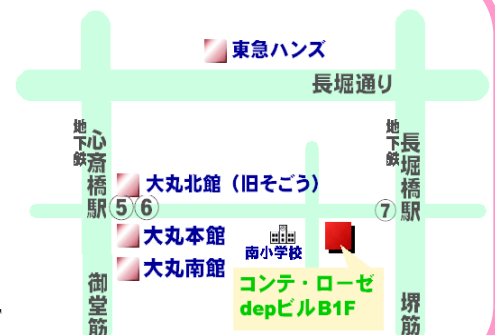 東急ハンズ
長堀通り
地下鉄
心斎橋駅
地下鉄
長堀橋駅
大丸北館（旧そごう）
⑤⑥
⑦
大丸本館
南小学校
大丸南館
コンテ・ローゼ
depビルB1F
御堂筋
堺筋